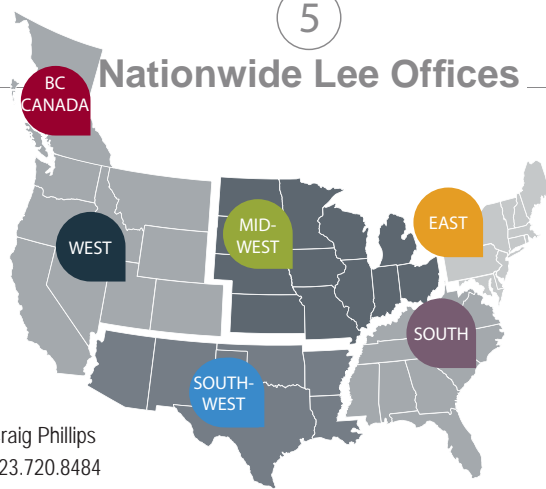 5
Nationwide Lee Offices
BC
CANADA
WEST
MID-
WEST
EAST
SOUTH
SOUTH-
WEST
raig Phillips
23.720.8484